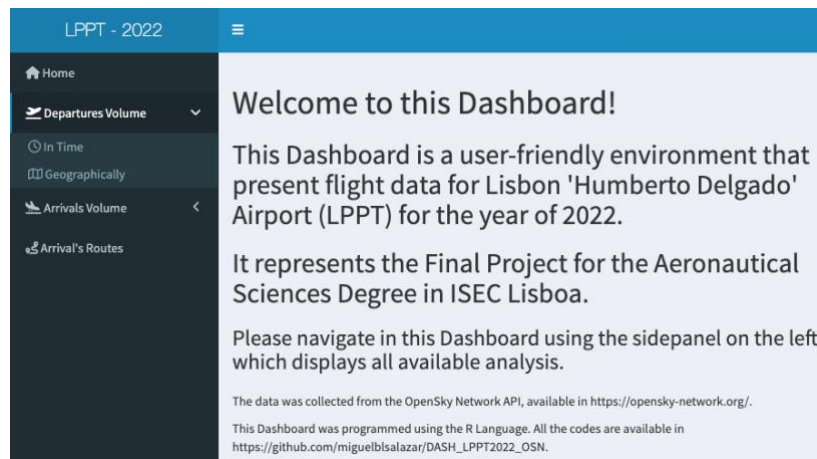 LPPT - 2022
Home
Departures Volume
In Time
Geographically
Arrivals Volume
Arrival's Routes
Welcome to this Dashboard!
This Dashboard is a user-friendly environment that
present flight data for Lisbon 'Humberto Delgado'
Airport (LPPT) for the year of 2022.
It represents the Final Project for the Aeronautical
Sciences Degree in ISEC Lisboa.
Please navigate in this Dashboard using the sidepanel on the left
which displays all available analysis.
The data was collected from the OpenSky Network API, available in https://opensky-network.org/.
This Dashboard was programmed using the R Language. All the codes are available in
https://github.com/miguelblsalazar/DASH_LPPT2022_OSN.